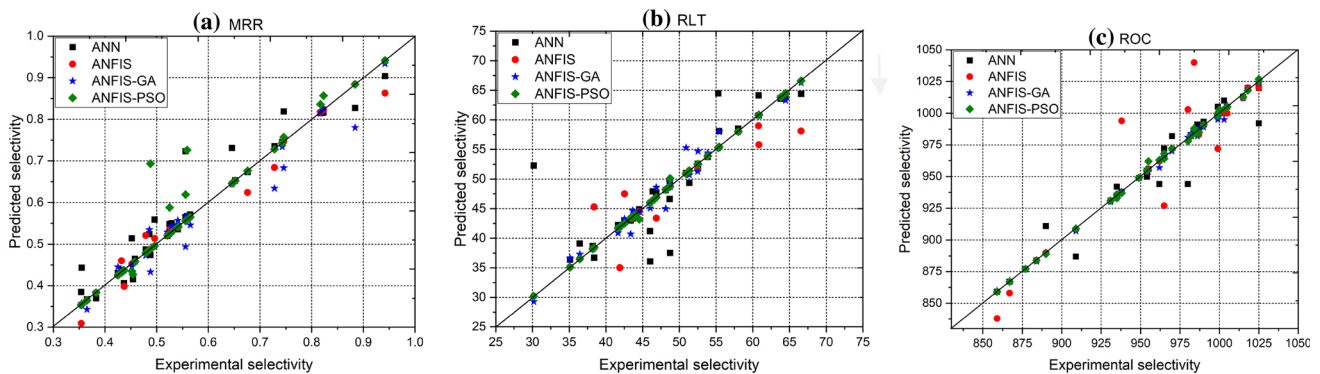 (a) MRR
ANN
ANFIS
ANFIS-GA
ANFIS-PSO
Predicted selectivity
1.0
0.9
0.8
0.7
0.6
0.5
0.4
0.3
0.3 0.4 0.5 0.6 0.7 0.8 0.9 1.0
Experimental selectivity
(b) RLT
ANN
ANFIS
ANFIS-GA
ANFIS-PSO
Predicted selectivity
75
70
65
60
55
50
45
40
35
30
25
25 30 35 40 45 50 55 60 65 70 75
Experimental selectivity
(c) ROC
ANN
ANFIS
ANFIS-GA
ANFIS-PSO
Predicted selectivity
1050
1025
1000
975
950
925
900
875
850
850 875 900 925 950 975 1000 1025 1050
Experimental selectivity